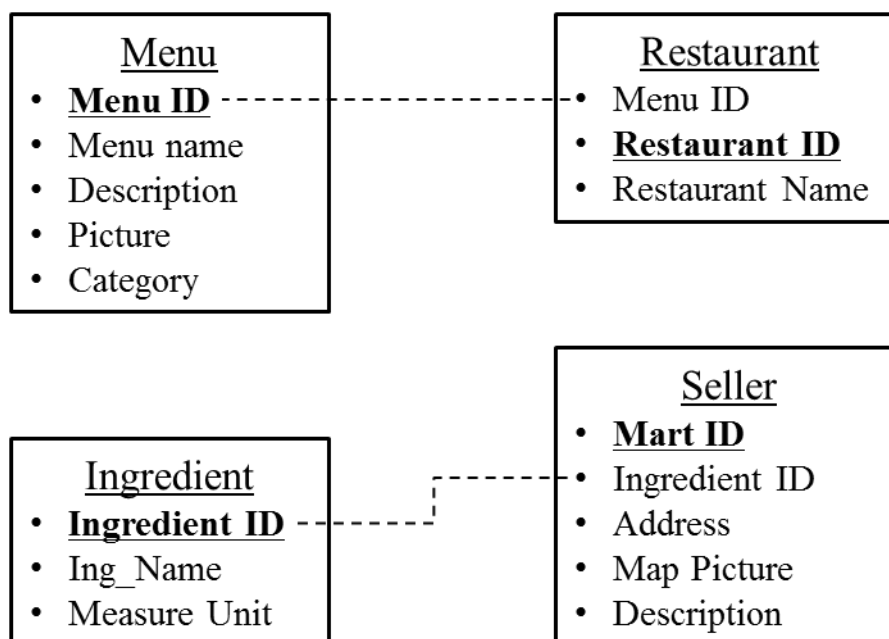 Menu
• Menu ID
• Menu name
• Description
• Picture
• Category
Restaurant
• Menu ID
• Restaurant ID
• Restaurant Name
Ingredient
• Ingredient ID
• Ing_Name
• Measure Unit
Seller
• Mart ID
• Ingredient ID
• Address
• Map Picture
• Description